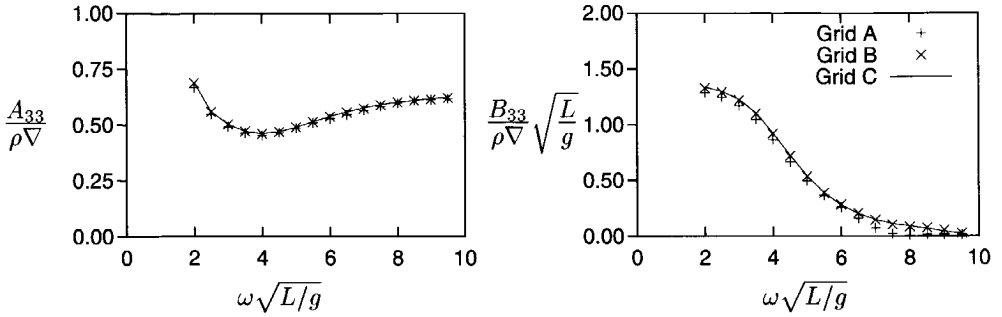 1.00
0.75
0.50
0.25
0.00
A₃₃/ρ∇
0 2 4 6 8 10
ω√L/g
2.00
1.50
1.00
0.50
0.00
B₃₃/ρ∇ √L/g
0 2 4 6 8 10
ω√L/g
Grid A +
Grid B ×
Grid C